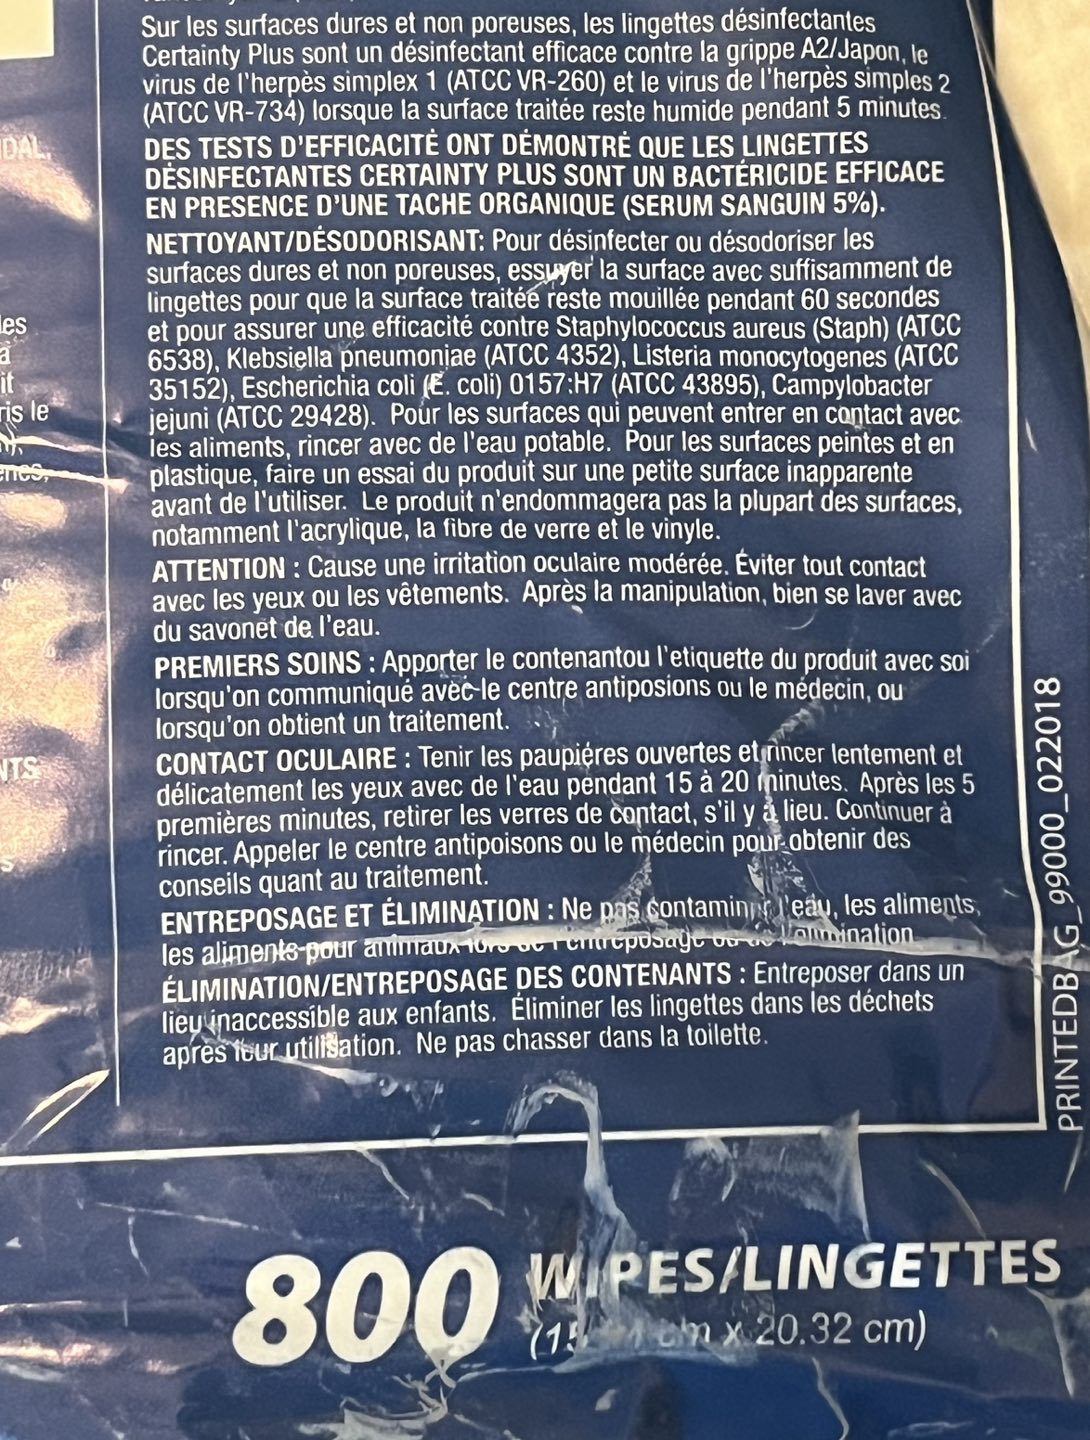 Sur les surfaces dures et non poreuses, les lingettes désinfectantes
Certainty Plus sont un désinfectant efficace contre la grippe A2/Japon, le
virus de l'herpès simplex 1 (ATCC VR-260) et le virus de l'herpès simples 2
(ATCC VR-734) lorsque la surface traitée reste humide pendant 5 minutes.
DES TESTS D'EFFICACITÉ ONT DÉMONTRÉ QUE LES LINGETTES
DÉSINFECTANTES CERTAINTY PLUS SONT UN BACTÉRICIDE EFFICACE
EN PRESENCE D'UNE TACHE ORGANIQUE (SERUM SANGUIN 5%).
NETTOYANT/DÉSODORISANT: Pour désinfecter ou désodoriser les
surfaces dures et non poreuses, essuyer la surface avec suffisamment de
lingettes pour que la surface traitée reste mouillée pendant 60 secondes
et pour assurer une efficacité contre Staphylococcus aureus (Staph) (ATCC
6538), Klebsiella pneumoniae (ATCC 4352), Listeria monocytogenes (ATCC
35152), Escherichia coli (E. coli) 0157:H7 (ATCC 43895), Campylobacter
jejuni (ATCC 29428). Pour les surfaces qui peuvent entrer en contact avec
les aliments, rincer avec de l'eau potable. Pour les surfaces peintes et en
plastique, faire un essai du produit sur une petite surface inapparente
avant de l'utiliser. Le produit n'endommagera pas la plupart des surfaces,
notamment l'acrylique, la fibre de verre et le vinyle.
ATTENTION : Cause une irritation oculaire modérée. Éviter tout contact
avec les yeux ou les vêtements. Après la manipulation, bien se laver avec
du savonet de l'eau.
PREMIERS SOINS : Apporter le contenantou l'etiquette du produit avec soi
lorsqu'on communiqué avec le centre antiposions ou le médecin, ou
lorsqu'on obtient un traitement.
CONTACT OCULAIRE : Tenir les paupiéres ouvertes et rincer lentement et
délicatement les yeux avec de l'eau pendant 15 à 20 minutes. Après les 5
premières minutes, retirer les verres de contact, s'il y a lieu. Continuer à
rincer. Appeler le centre antipoisons ou le médecin pour obtenir des
conseils quant au traitement.
ENTREPOSAGE ET ÉLIMINATION : Ne pas contaminer l'eau, les aliments,
les aliments pour animaux lors de l'entreposage ou de l'élimination.
ÉLIMINATION/ENTREPOSAGE DES CONTENANTS : Entreposer dans un
lieu inaccessible aux enfants. Éliminer les lingettes dans les déchets
après leur utilisation. Ne pas chasser dans la toilette.
PRINTEDBAG_99000_022018
800 WIPES/LINGETTES
cm x 20.32 cm)